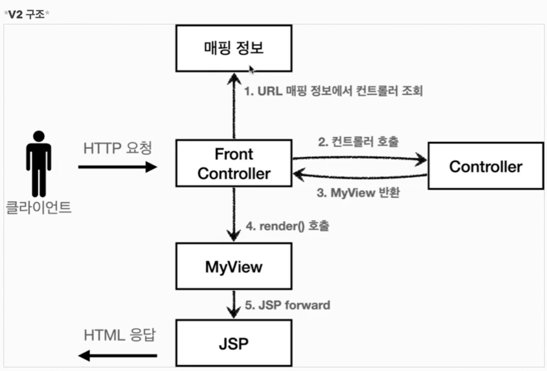 *V2 구조*
매핑 정보
1. URL 매핑 정보에서 컨트롤러 조회
HTTP 요청
Front
Controller
2. 컨트롤러 호출
Controller
3. MyView 반환
클라이언트
4. render() 호출
MyView
5. JSP forward
HTML 응답
JSP